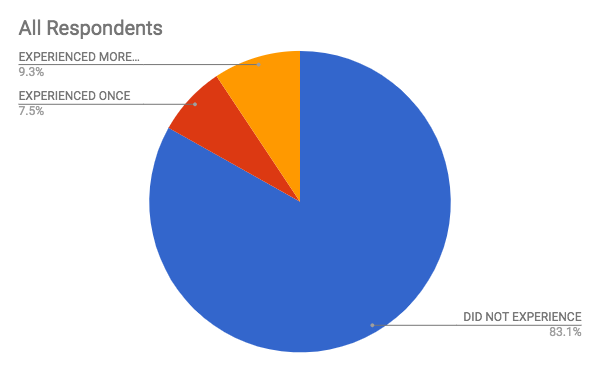 All Respondents
EXPERIENCED MORE...
9.3%
EXPERIENCED ONCE
7.5%
DID NOT EXPERIENCE
83.1%